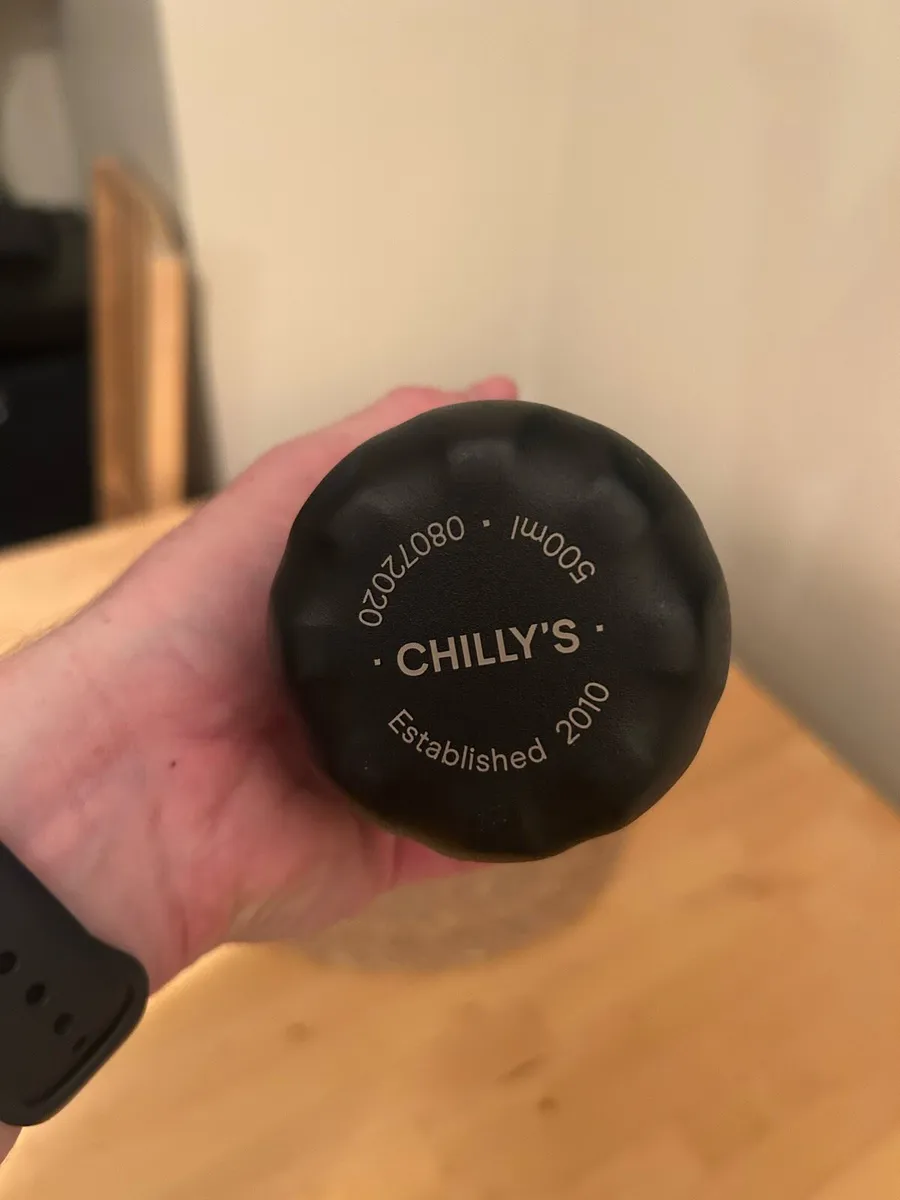 500ml · 08072020
· CHILLY'S ·
Established 2010